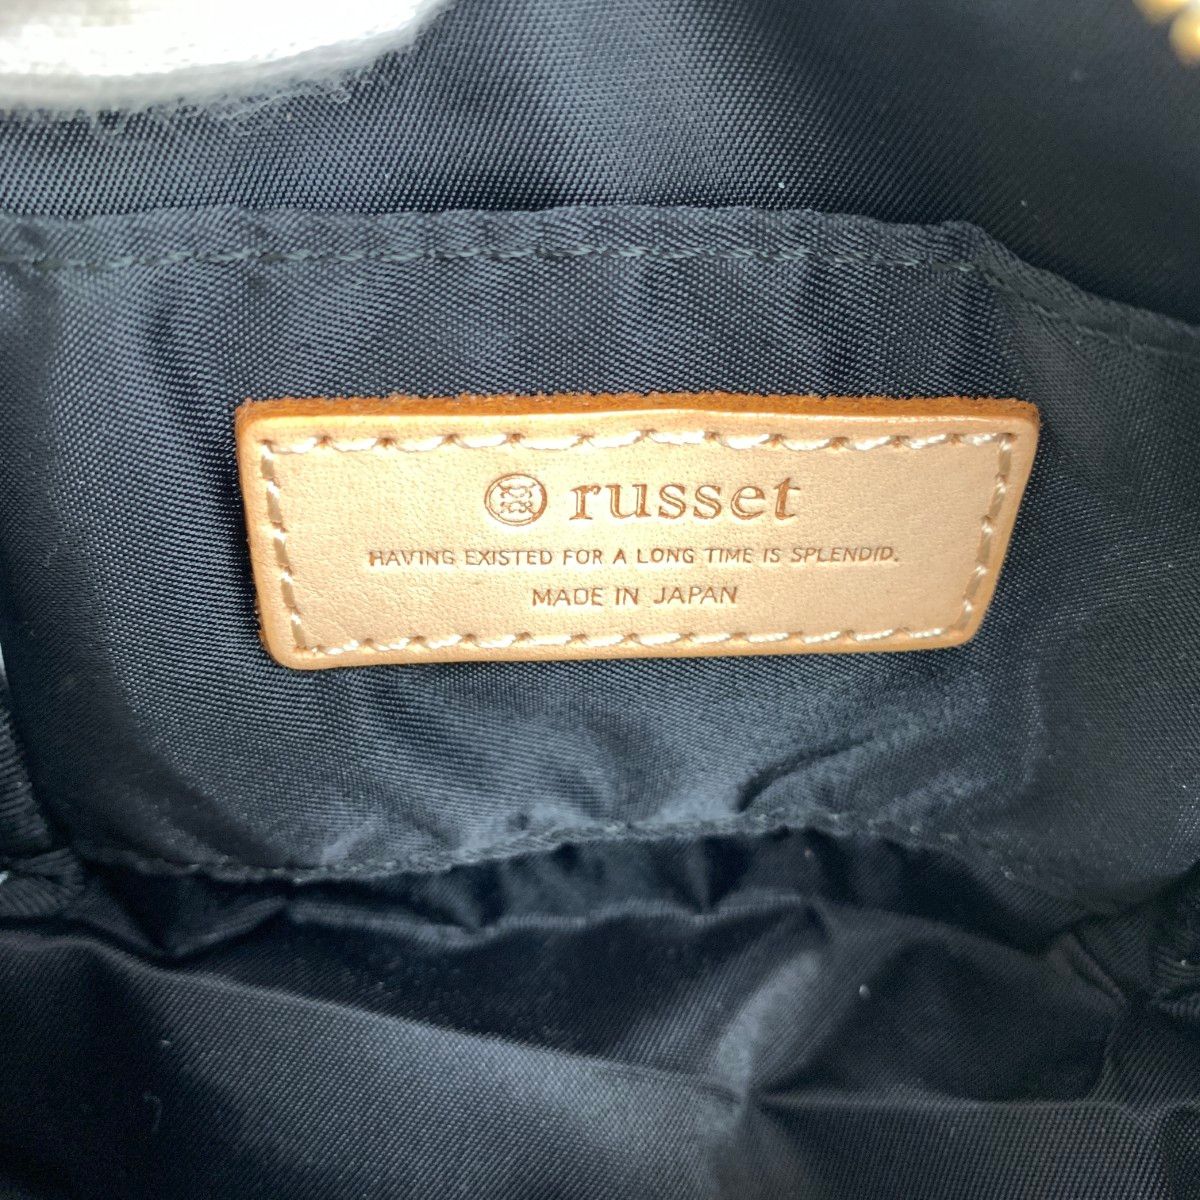 russet
HAVING EXISTED FOR A LONG TIME IS SPLENDID.
MADE IN JAPAN